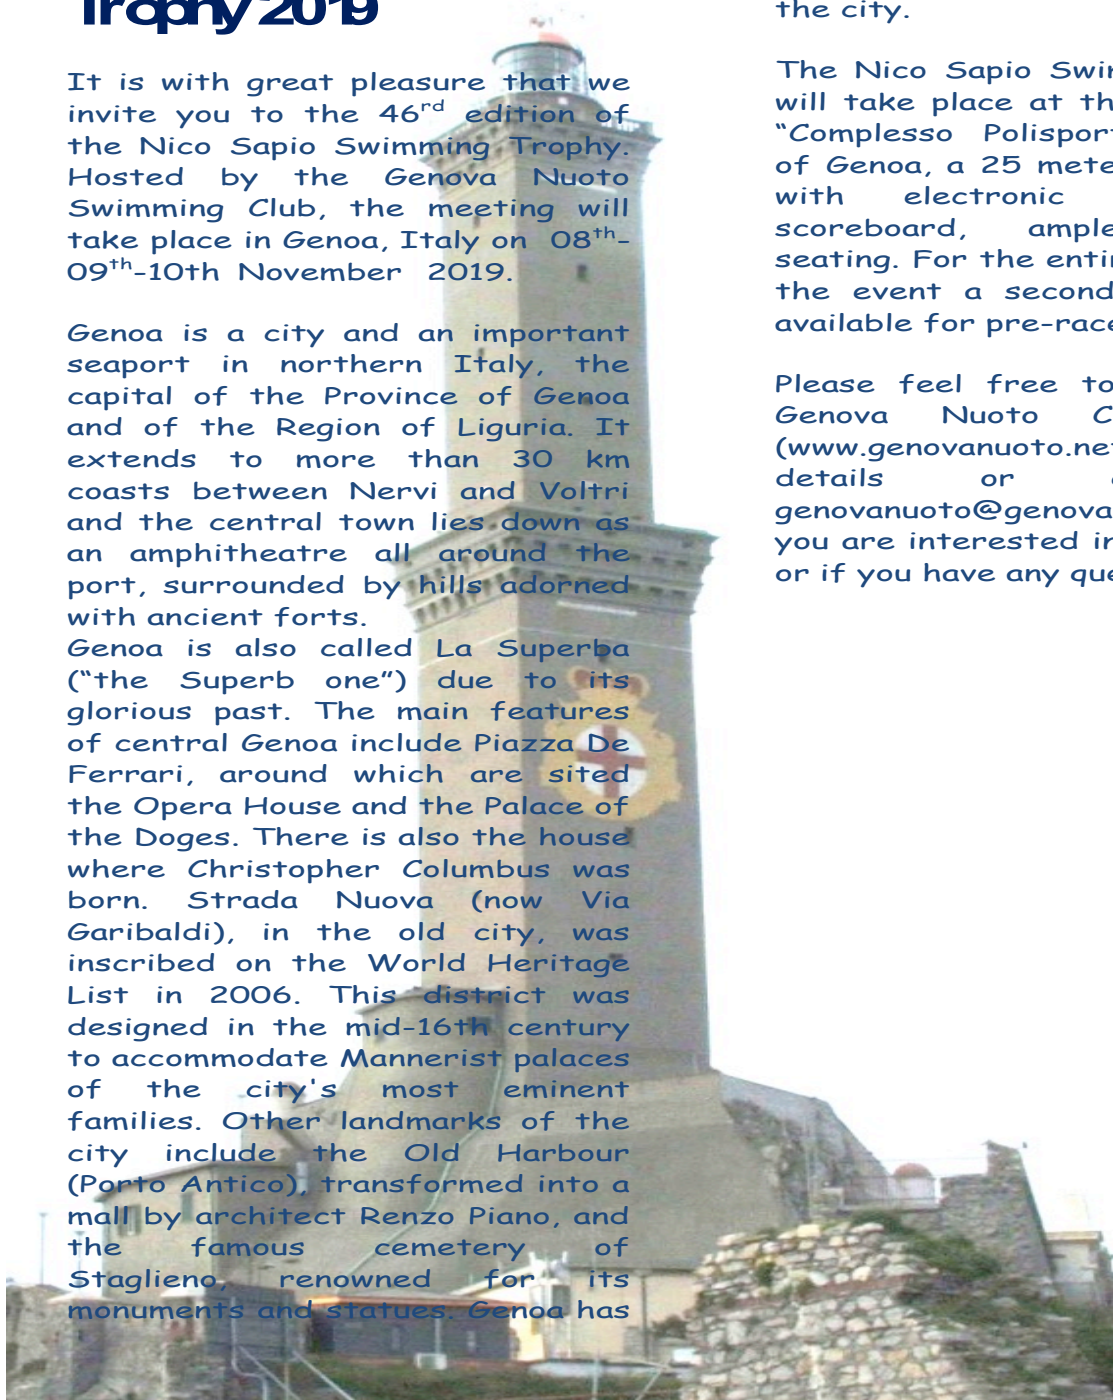 Trophy 2019
It is with great pleasure that we
invite you to the 46rd edition of
the Nico Sapio Swimming Trophy.
Hosted by the Genova Nuoto
Swimming Club, the meeting will
take place in Genoa, Italy on 08th-
09th-10th November 2019.
Genoa is a city and an important
seaport in northern Italy, the
capital of the Province of Genoa
and of the Region of Liguria. It
extends to more than 30 km
coasts between Nervi and Voltri
and the central town lies down as
an amphitheatre all around the
port, surrounded by hills adorned
with ancient forts.
Genoa is also called La Superba
(“the Superb one”) due to its
glorious past. The main features
of central Genoa include Piazza De
Ferrari, around which are sited
the Opera House and the Palace of
the Doges. There is also the house
where Christopher Columbus was
born. Strada Nuova (now Via
Garibaldi), in the old city, was
inscribed on the World Heritage
List in 2006. This district was
designed in the mid-16th century
to accommodate Mannerist palaces
of the city's most eminent
families. Other landmarks of the
city include the Old Harbour
(Porto Antico), transformed into a
mall by architect Renzo Piano, and
the famous cemetery of
Staglieno, renowned for its
monuments and statues. Genoa has
the city.
The Nico Sapio
will take place at
“Complesso
of Genoa, a 25
with electronic
scoreboard, ample
seating. For the
the event a second
available for
Please feel free to
Genova Nuoto
(www.genovanuoto.net
details or
genovanuoto@genova
you are interested in
or if you have any